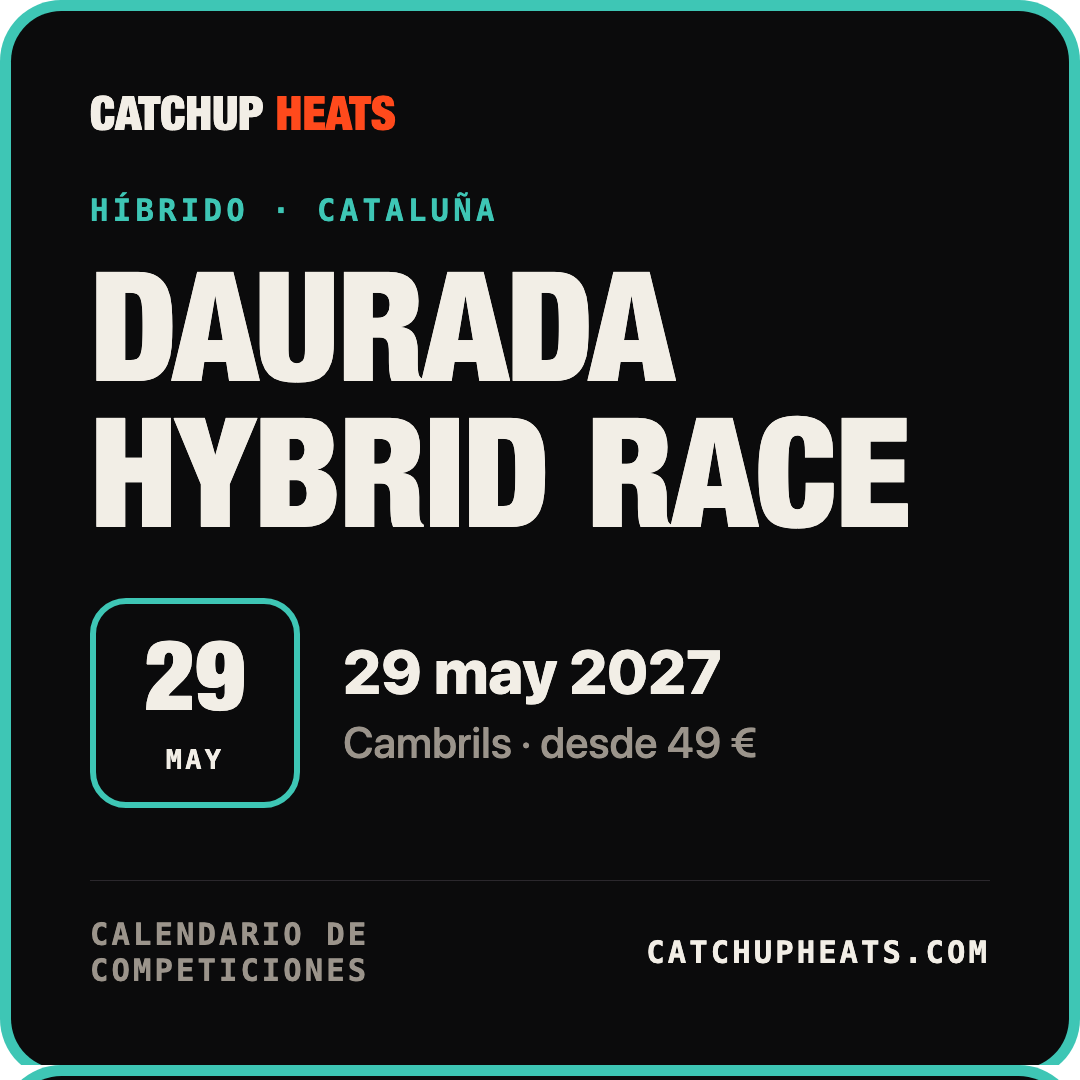 CATCHUP HEATS
HÍBRIDO · CATALUÑA
DAURADA
HYBRID RACE
29
MAY
29 may 2027
Cambrils · desde 49 €
CALENDARIO DE
COMPETICIONES
CATCHUPHEATS.COM